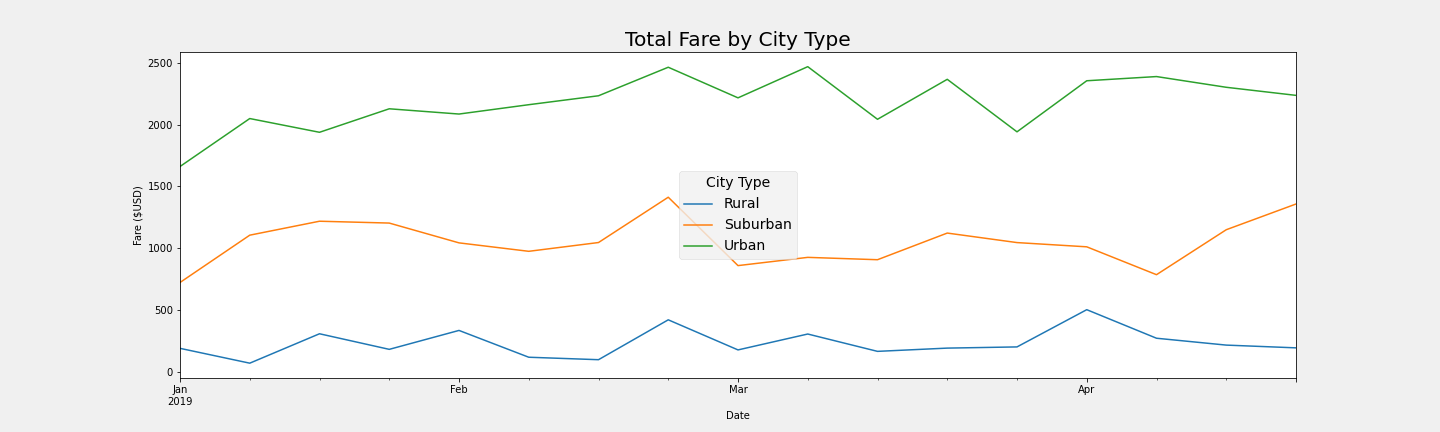 Total Fare by City Type
2500
2000
1500
1000
500
0
Fare ($USD)
City Type
Rural
Suburban
Urban
Jan Feb Mar Apr
2019
Date